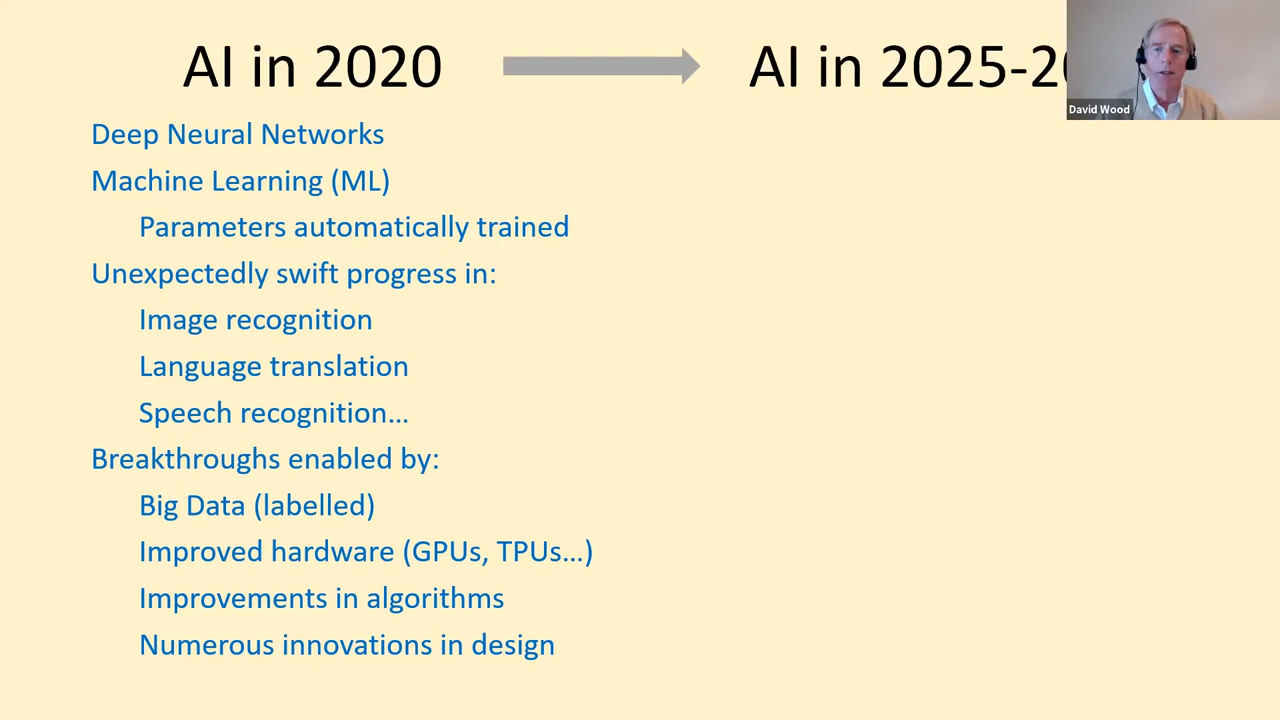 AI in 2020
AI in 2025-20
David Wood
Deep Neural Networks
Machine Learning (ML)
Parameters automatically trained
Unexpectedly swift progress in:
Image recognition
Language translation
Speech recognition...
Breakthroughs enabled by:
Big Data (labelled)
Improved hardware (GPUs, TPUs...)
Improvements in algorithms
Numerous innovations in design